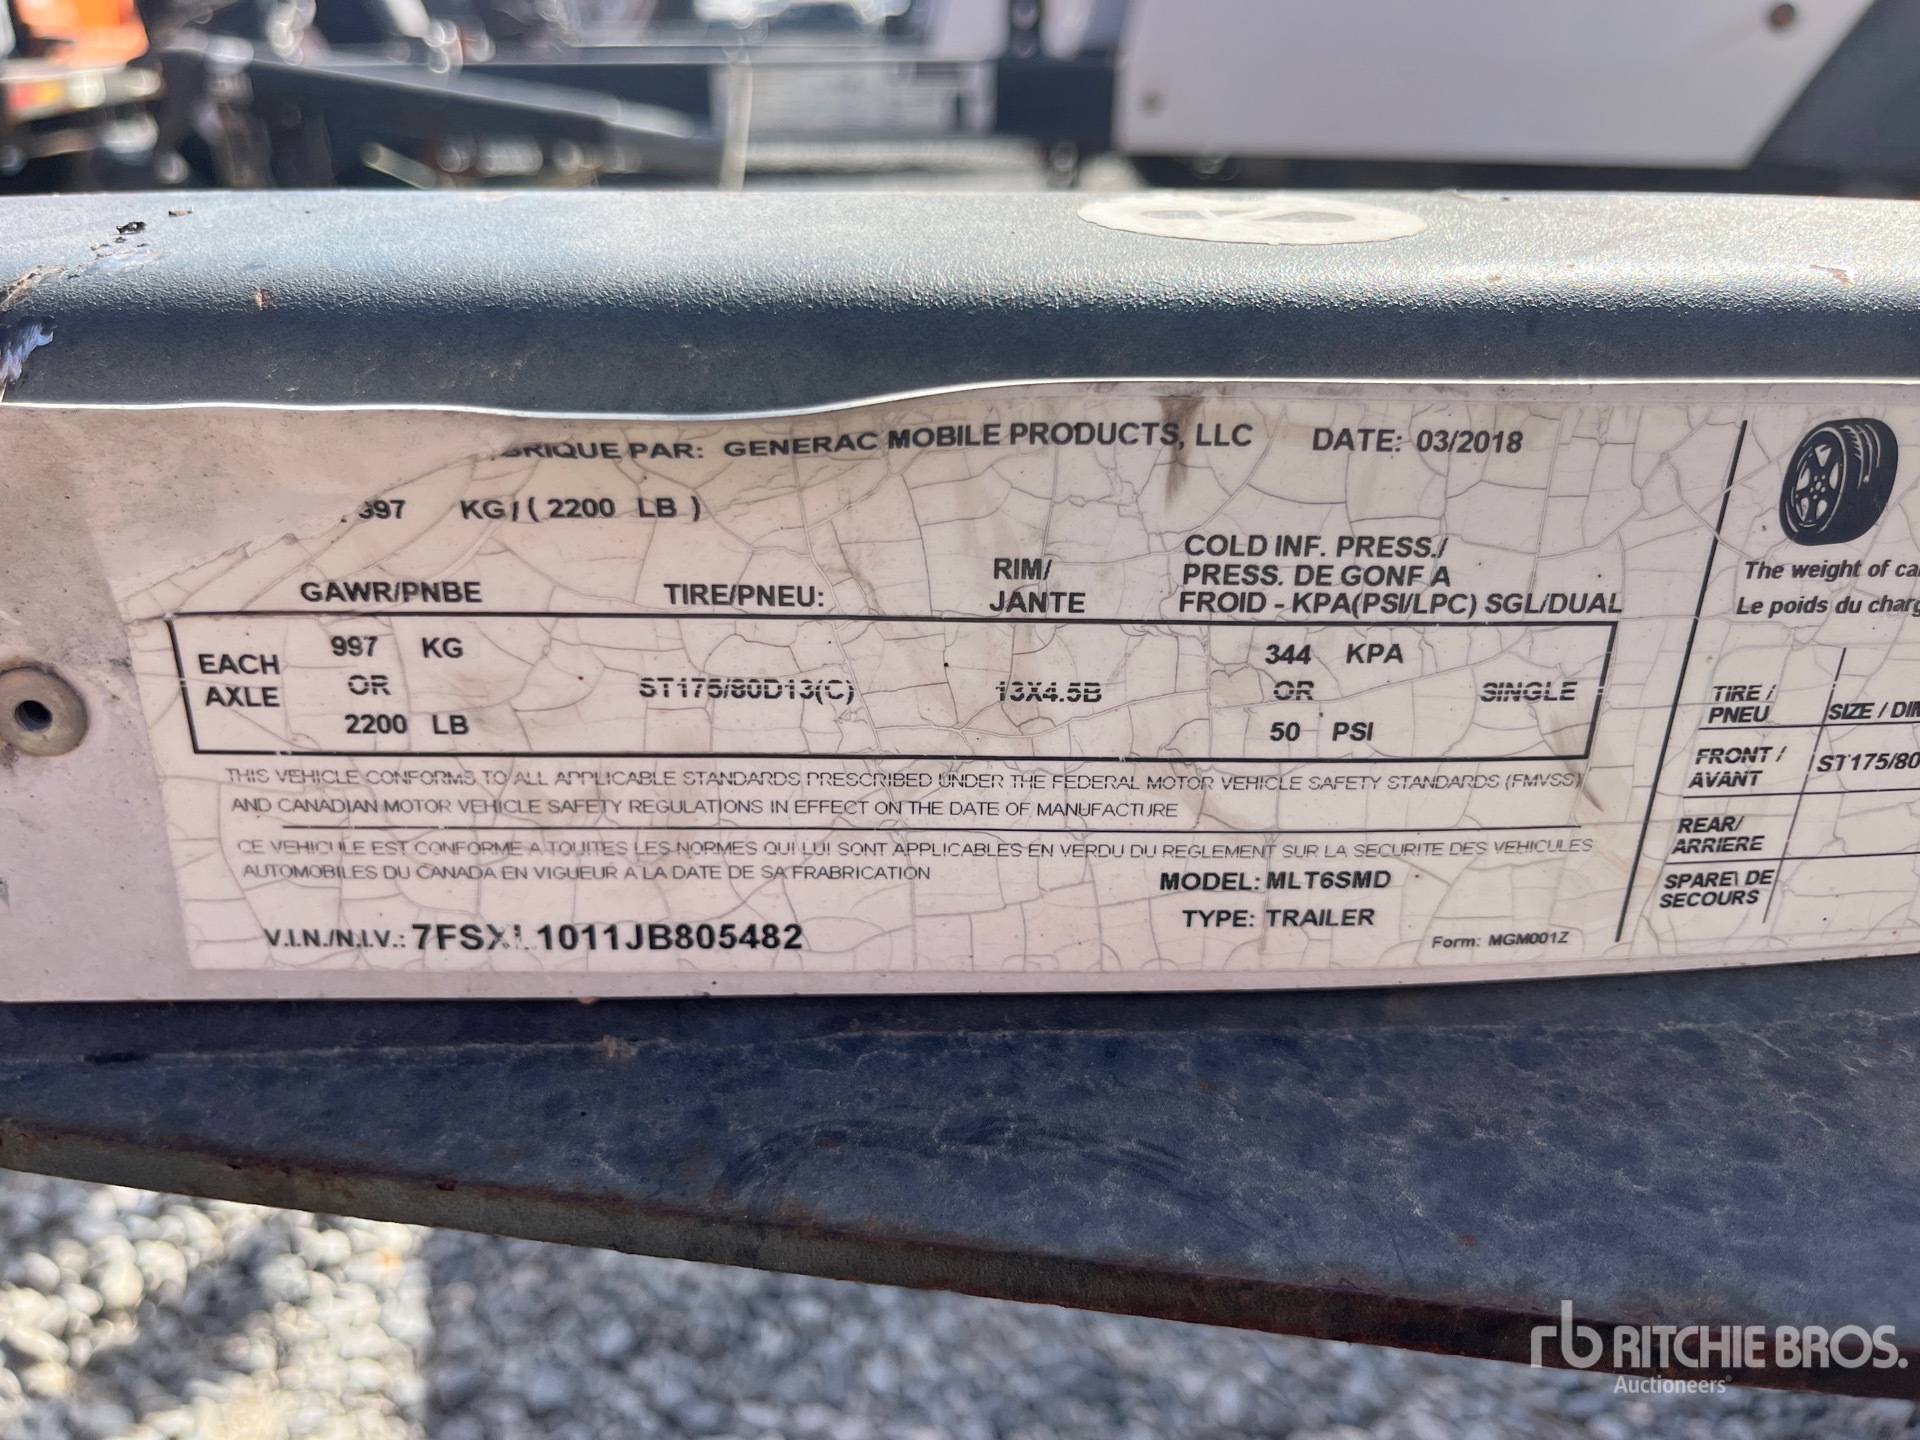 BRIQUE PAR: GENERAC MOBILE PRODUCTS, LLC DATE: 03/2018
997 KG / ( 2200 LB )
GAWR/PNBE TIRE/PNEU: RIM/ JANTE COLD INF. PRESS./ PRESS. DE GONF A FROID - KPA(PSI/LPC) SGL/DUAL
EACH AXLE 997 KG OR 2200 LB ST175/80D13(C) 13X4.5B 344 KPA OR 50 PSI SINGLE
THIS VEHICLE CONFORMS TO ALL APPLICABLE STANDARDS PRESCRIBED UNDER THE FEDERAL MOTOR VEHICLE SAFETY STANDARDS (FMVSS)
AND CANADIAN MOTOR VEHICLE SAFETY REGULATIONS IN EFFECT ON THE DATE OF MANUFACTURE
CE VEHICULE EST CONFORME A TOUTES LES NORMES QUI LUI SONT APPLICABLES EN VERDU DU REGLEMENT SUR LA SECURITE DES VEHICULES
AUTOMOBILES DU CANADA EN VIGUEUR A LA DATE DE SA FRABRICATION
MODEL: MLT6SMD
TYPE: TRAILER
V.I.N./N.I.V.: 7FSXL1011JB805482
Form: MGM001Z
The weight of ca
Le poids du charg
TIRE / PNEU SIZE / DIM
FRONT / AVANT ST175/80
REAR/ ARRIERE
SPARE\ DE SECOURS
rb RITCHIE BROS.
Auctioneers